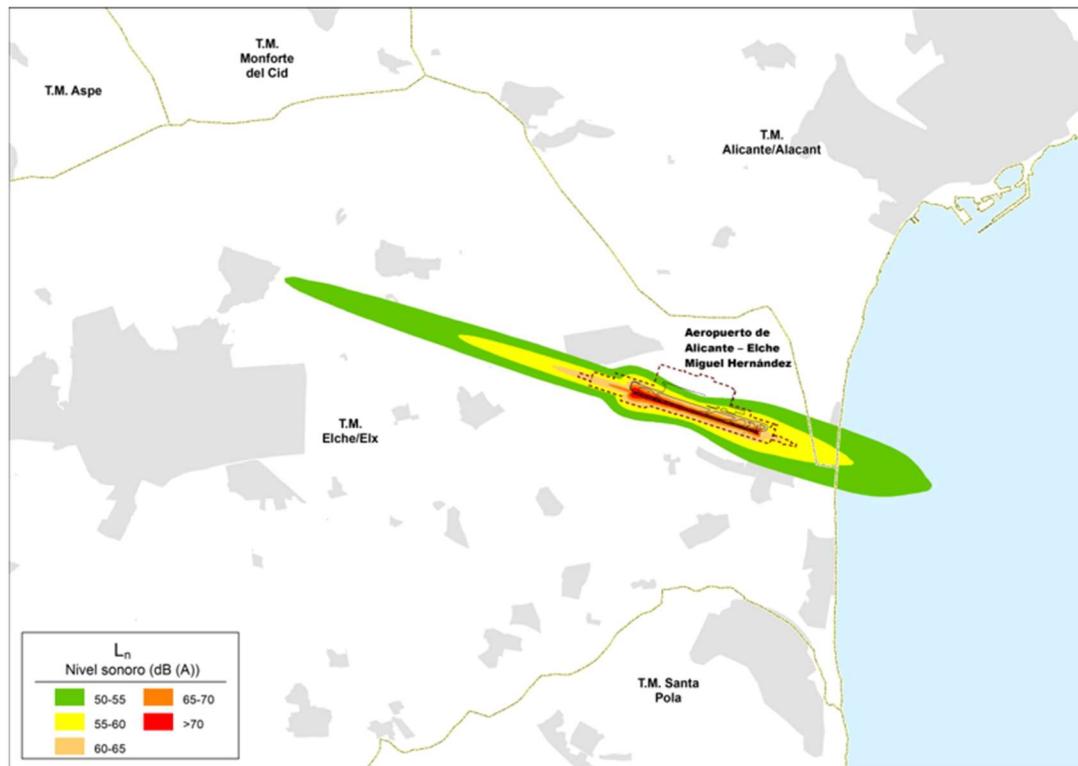 T.M.
Monforte
del Cid
T.M. Aspe
T.M.
Alicante/Alacant
Aeropuerto de
Alicante – Elche
Miguel Hernández
T.M.
Elche/Elx
T.M. Santa
Pola
Ln
Nivel sonoro (dB (A))
50-55
65-70
55-60
>70
60-65